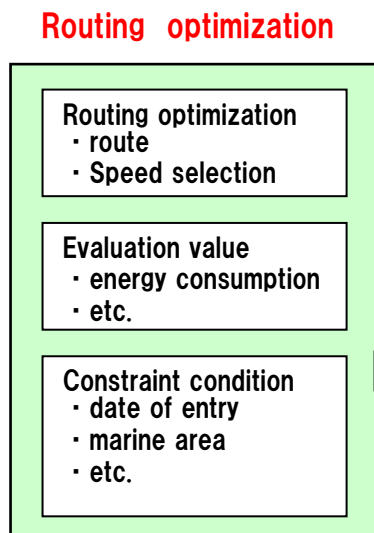 Routing optimization
Routing optimization
・route
・Speed selection
Evaluation value
・energy consumption
・etc.
Constraint condition
・date of entry
・marine area
・etc.